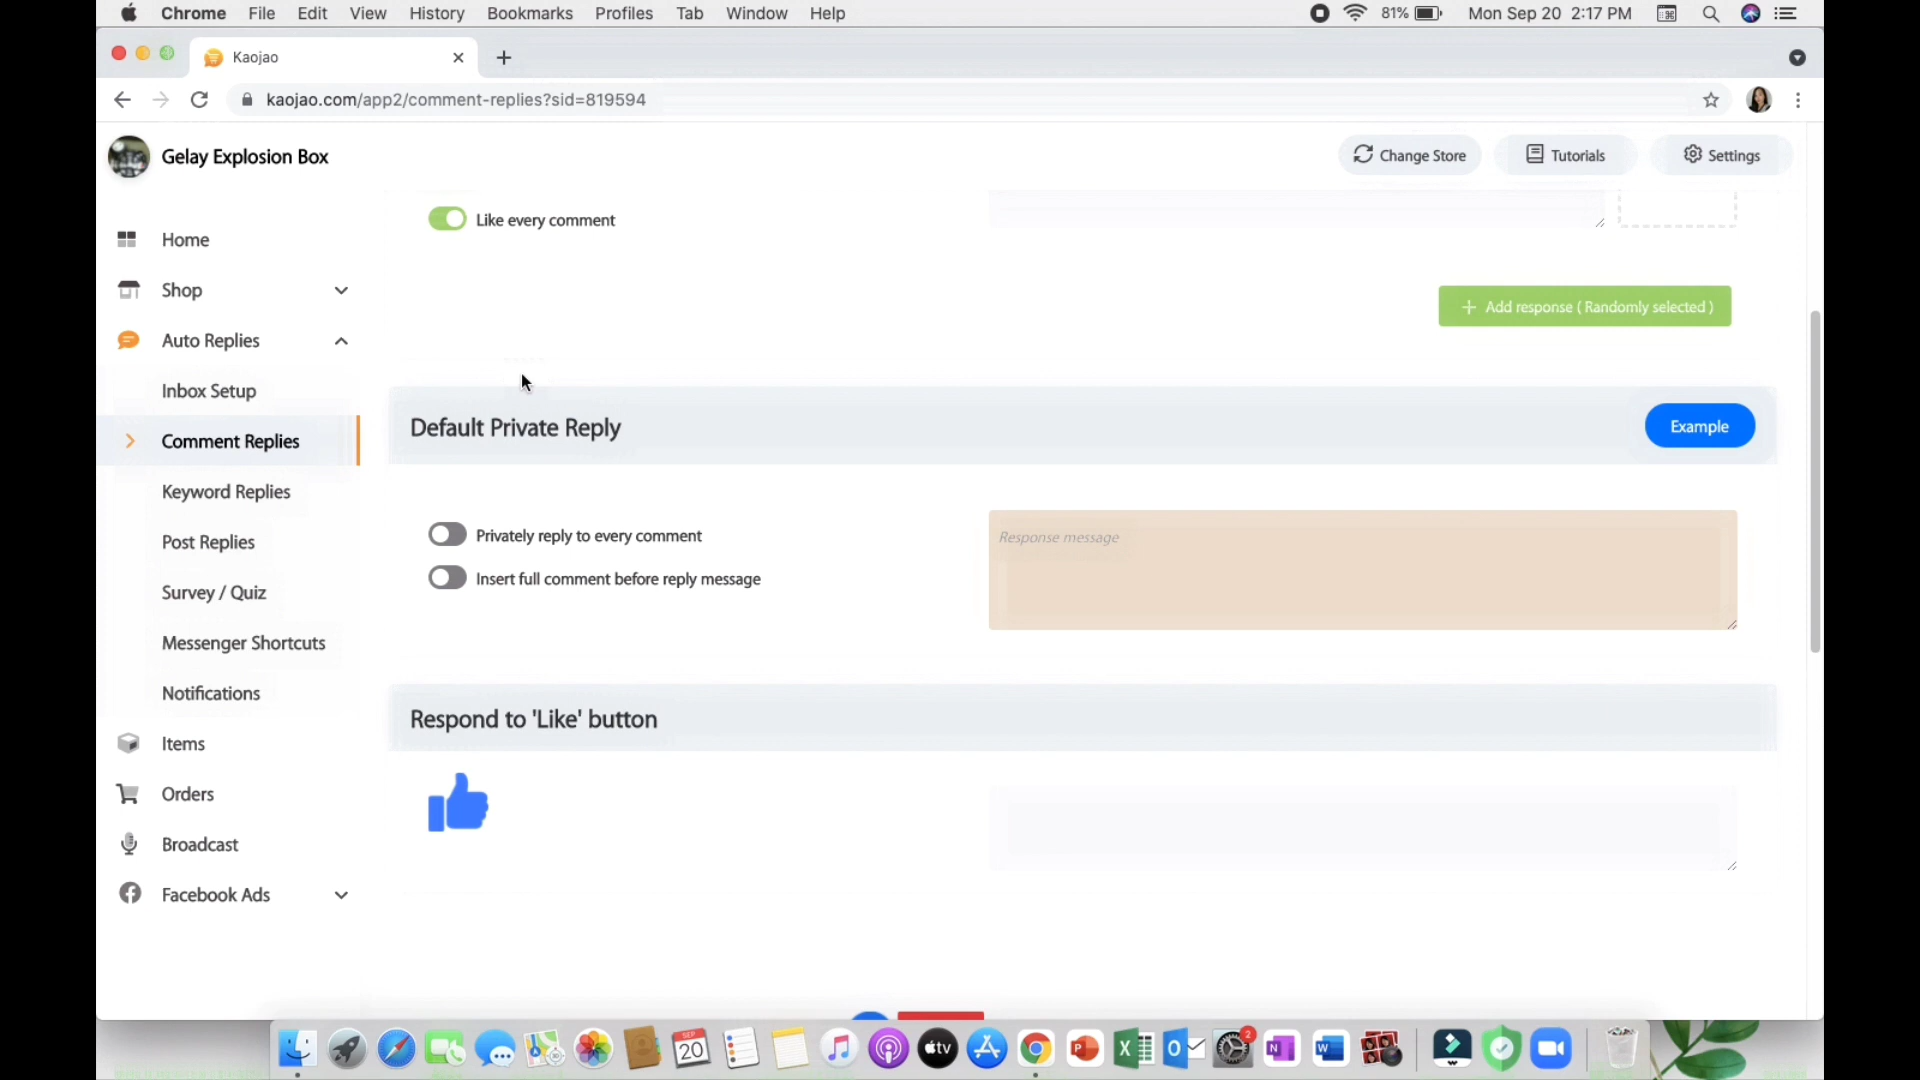 Chrome File Edit View History Bookmarks Profiles Tab Window Help 81% Mon Sep 20 2:17 PM
Kaojao
kaojao.com/app2/comment-replies?sid=819594
Gelay Explosion Box
Change Store
Tutorials
Settings
Home
Shop
Auto Replies
Inbox Setup
Comment Replies
Keyword Replies
Post Replies
Survey / Quiz
Messenger Shortcuts
Notifications
Items
Orders
Broadcast
Facebook Ads
Like every comment
+ Add response ( Randomly selected )
Default Private Reply
Example
Privately reply to every comment
Response message
Insert full comment before reply message
Respond to 'Like' button
SEP
20
tv
P
X
O
2
N
W